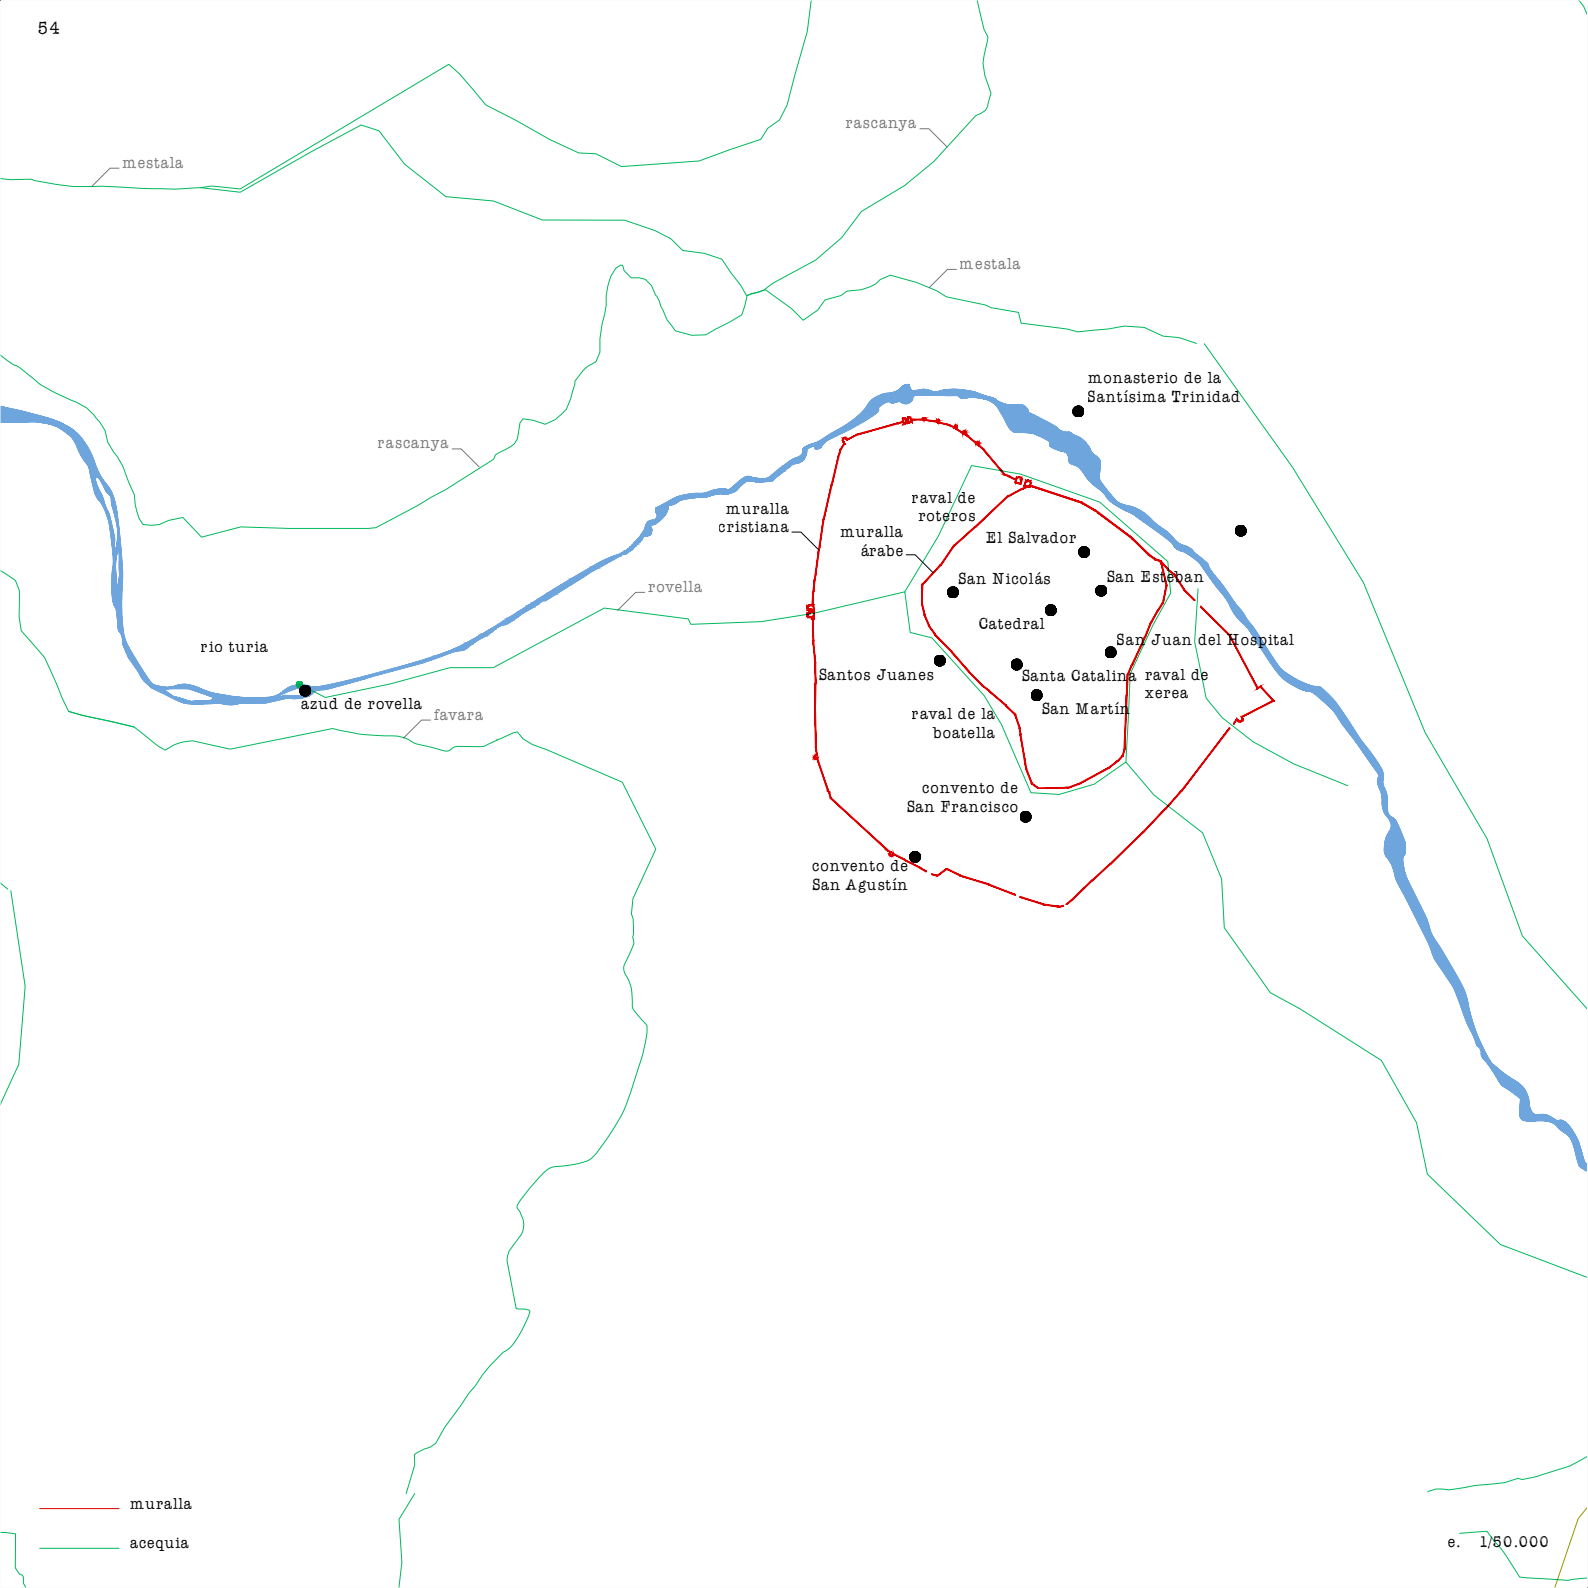 54
rascanya
mestala
mestala
monasterio de la
Santísima Trinidad
rascanya
raval de
roteros
muralla
cristiana
muralla
árabe
El Salvador
San Nicolás
San Esteban
rovella
Catedral
San Juan del Hospital
rio turia
Santos Juanes
Santa Catalina
raval de
xerea
azud de rovella
San Martín
favara
raval de la
boatella
convento de
San Francisco
convento de
San Agustín
muralla
acequia
e. 1/50.000